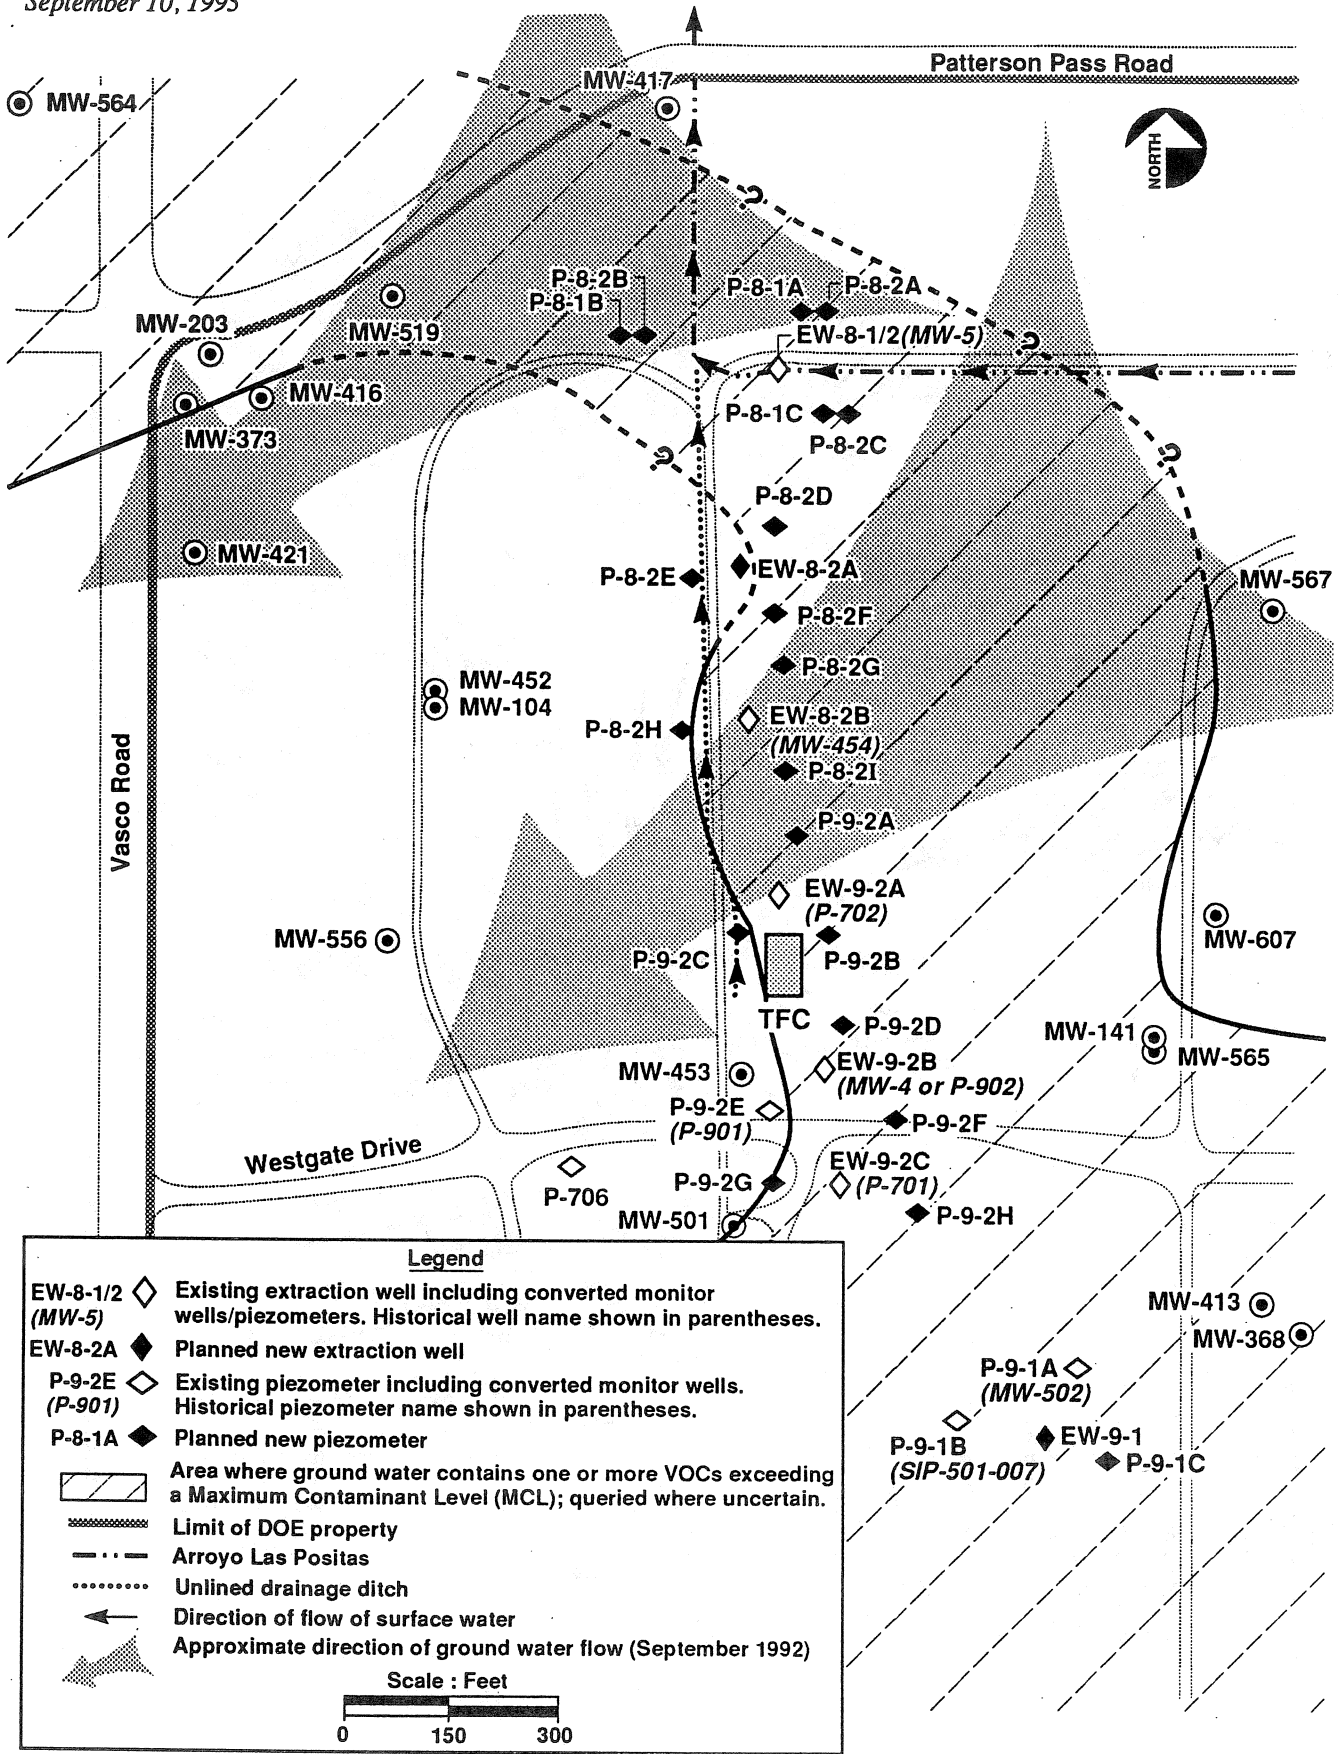 September 10, 1993
Patterson Pass Road
MW-417
MW-564
NORTH
?
P-8-2B
P-8-1B
P-8-1A
P-8-2A
MW-203
MW-519
EW-8-1/2(MW-5)
?
MW-416
MW-373
P-8-1C
P-8-2C
?
?
P-8-2D
MW-421
P-8-2E
EW-8-2A
MW-567
P-8-2F
P-8-2G
MW-452
MW-104
P-8-2H
EW-8-2B
(MW-454)
P-8-2I
Vasco Road
P-9-2A
EW-9-2A
(P-702)
MW-556
P-9-2C
P-9-2B
MW-607
TFC
P-9-2D
MW-141
MW-565
MW-453
EW-9-2B
(MW-4 or P-902)
P-9-2E
(P-901)
P-9-2F
Westgate Drive
P-706
P-9-2G
EW-9-2C
(P-701)
MW-501
P-9-2H
MW-413
MW-368
P-9-1A
(MW-502)
P-9-1B
(SIP-501-007)
EW-9-1
P-9-1C
Legend
EW-8-1/2
(MW-5)
Existing extraction well including converted monitor
wells/piezometers. Historical well name shown in parentheses.
EW-8-2A Planned new extraction well
P-9-2E
(P-901)
Existing piezometer including converted monitor wells.
Historical piezometer name shown in parentheses.
P-8-1A Planned new piezometer
Area where ground water contains one or more VOCs exceeding
a Maximum Contaminant Level (MCL); queried where uncertain.
Limit of DOE property
Arroyo Las Positas
Unlined drainage ditch
Direction of flow of surface water
Approximate direction of ground water flow (September 1992)
Scale : Feet
0 150 300